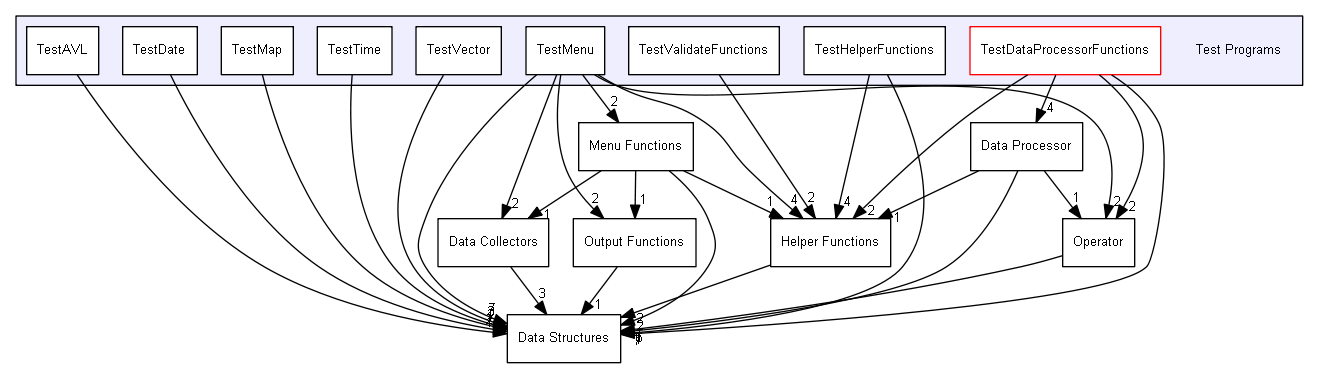 TestAVL
TestDate
TestMap
TestTime
TestVector
TestMenu
TestValidateFunctions
TestHelperFunctions
TestDataProcessorFunctions
Test Programs
2
4
Menu Functions
Data Processor
2
1
2
1
1
4
2
4
2
1
1
2
2
Data Collectors
Output Functions
Helper Functions
Operator
3
1
Data Structures